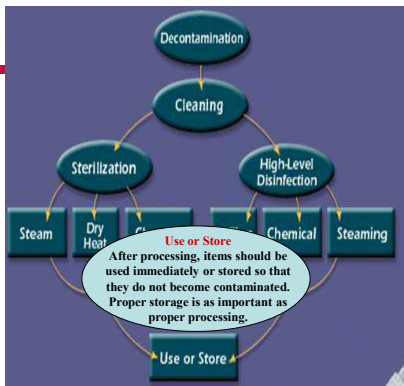 Decontamination
Cleaning
Sterilization
High-Level
Disinfection
Steam
Dry
Heat
Chemical
Steaming
Use or Store
After processing, items should be
used immediately or stored so that
they do not become contaminated.
Proper storage is as important as
proper processing.
Use or Store